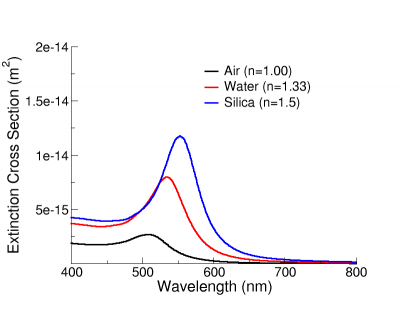 2e-14
1.5e-14
1e-14
5e-15
Extinction Cross Section (m²)
Air (n=1.00)
Water (n=1.33)
Silica (n=1.5)
400 500 600 700 800
Wavelength (nm)